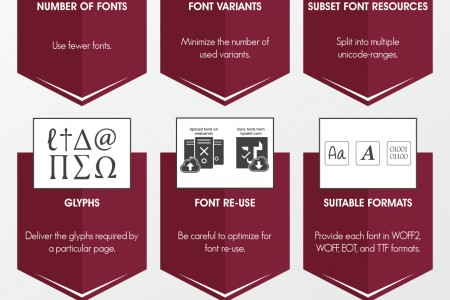 NUMBER OF FONTS
Use fewer fonts.
FONT VARIANTS
Minimize the number of
used variants.
SUBSET FONT RESOURCES
Split into multiple
unicode-ranges.
ℓ†Δ@
ΠΣΩ
GLYPHS
Deliver the glyphs required by
a particular page.
Upload fonts on
webserver
Sync fonts from
typekit.com
FONT RE-USE
Be careful to optimize for
font re-use.
Aa
A
01001
01100
SUITABLE FORMATS
Provide each font in WOFF2,
WOFF, EOT, and TTF formats.